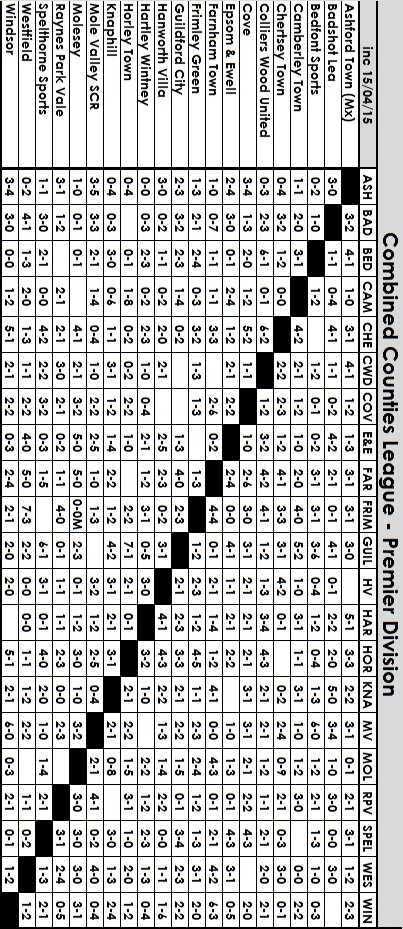 Combined Counties League - Premier Division
inc 15/04/15 ASH BAD BED CAM CHE CWD COV E&E FAR FRIM GUIL HV HAR HOR KNA MV MOL RPV SPEL WES WIN
Ashford Town (Mx) 3-2 4-1 1-0 3-1 4-1 1-2 1-3 3-1 3-1 3-0 5-1 3-3 2-2 3-1 0-1 2-1 3-1 1-2 2-3
Badshot Lea 3-0 1-1 0-4 4-1 1-1 0-2 4-2 2-1 3-1 4-1 0-1 2-2 0-3 5-0 3-4 1-0 3-0 0-0 3-0
Bedfont Sports 0-2 1-0 1-2 1-2 0-1 0-2 3-1 3-1 3-6 0-4 1-2 0-4 2-0 6-0 1-2 1-0 1-3 1-0 0-3
Camberley Town 1-1 2-0 3-1 4-2 2-1 1-2 1-0 2-0 4-0 5-2 1-0 3-1 1-1 1-3 1-0 3-0 0-0 2-2
Chertsey Town 0-4 3-2 1-2 0-0 2-2 2-3 1-2 4-1 3-3 3-1 4-2 0-1 0-2 2-4 0-9 0-3 3-0 0-1
Colliers Wood United 0-3 2-3 6-1 0-1 6-2 1-2 3-2 4-2 4-1 1-2 1-3 3-4 4-3 2-1 2-1 1-2 1-1 2-1 2-0 2-1
Cove 3-4 1-3 2-0 1-2 5-2 1-0 2-6 0-1 3-1 2-1 2-1 3-1 3-1 2-1 2-2 4-3
Epsom & Ewell 2-4 3-0 0-1 2-4 1-2 2-1 2-2 2-4 0-0 4-1 1-1 2-2 2-2 1-0 1-3 0-1 4-3 3-1 0-5
Farnham Town 1-0 0-7 1-1 1-1 3-3 2-6 0-2 4-4 0-1 2-1 1-4 1-2 4-1 0-0 4-3 2-1 3-1 4-2 6-3
Frimley Green 1-3 2-1 2-4 0-3 3-2 1-3 1-3 1-3 1-2 2-1 1-2 4-5 1-2 2-3 0-1 1-2 1-3 2-1 2-0
Guildford City 2-3 3-2 2-3 1-4 0-2 1-3 4-0 2-3 2-1 2-3 3-3 2-1 2-2 1-5 0-1 3-4 2-3 2-2
Hanworth Villa 3-0 0-2 1-1 0-2 2-0 2-1 2-5 2-3 0-2 2-1 4-1 4-3 2-2 1-3 1-4 2-2 0-0 1-1 1-6
Hartley Wintney 0-0 0-3 2-3 1-1 2-3 0-4 2-1 1-2 3-1 0-5 3-0 3-2 1-0 2-2 1-2 2-3 1-3 0-4
Horley Town 0-4 0-1 1-8 0-2 0-2 1-0 1-0 2-2 7-1 2-1 0-1 2-1 2-2 1-5 3-1 1-0 2-0 1-2
Knaphill 0-4 0-3 3-0 0-6 1-1 3-1 1-2 1-4 2-2 1-2 4-2 2-1 3-1 2-1 0-8 1-3 2-4
Mole Valley SCR 3-5 3-3 2-1 1-4 0-4 1-0 2-2 2-5 1-0 1-3 3-2 1-2 2-5 0-4 2-1 4-1 0-2 4-0 0-4
Molesey 1-0 0-1 0-1 4-1 2-1 3-2 5-0 5-0 0-0M 2-3 0-1 1-2 3-0 1-0 3-2 3-0 3-0 3-0 3-1
Raynes Park Vale 3-1 1-2 2-1 2-1 3-0 2-1 1-1 1-1 4-0 0-1 1-1 1-1 2-3 0-0 2-3 3-1 2-4 0-5
Spelthorne Sports 1-1 3-0 2-1 0-0 4-2 2-2 3-2 0-2 1-5 6-1 3-1 0-1 4-0 2-0 1-0 1-4 2-1 1-3 2-1
Westfield 0-2 4-1 1-3 2-2 1-3 1-1 2-2 4-0 5-0 7-3 2-2 0-0 0-0 1-1 1-2 2-2 1-1 0-2 1-2
Windsor 3-4 3-0 0-0 1-2 5-1 2-1 2-2 0-3 2-4 2-1 2-0 2-0 5-1 2-1 6-0 0-3 2-1 0-1 1-2